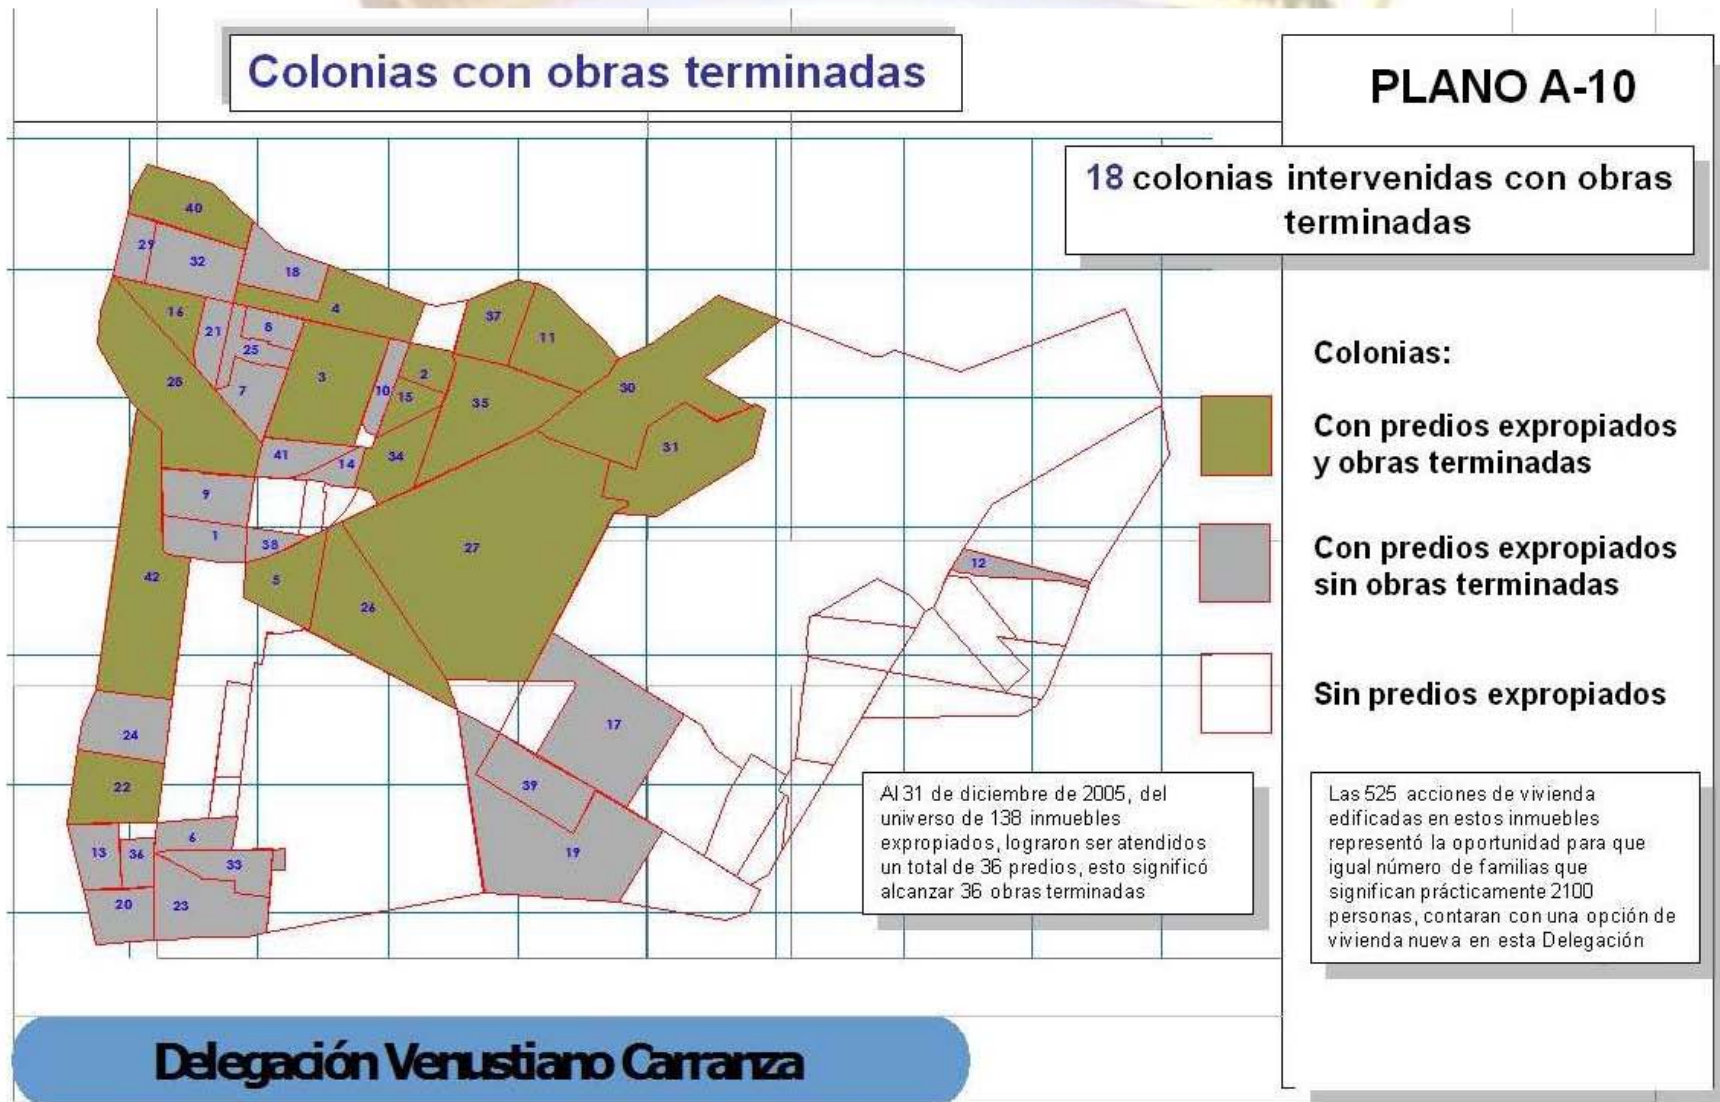 Colonias con obras terminadas
PLANO A-10
18 colonias intervenidas con obras
terminadas
40
29
32
18
16
4
37
11
21
8
25
28
7
3
10
2
15
35
30
31
41
14
34
9
1
38
27
42
5
26
12
24
17
22
39
6
13
36
33
19
20
23
Colonias:
Con predios expropiados
y obras terminadas
Con predios expropiados
sin obras terminadas
Sin predios expropiados
Al 31 de diciembre de 2005, del
universo de 138 inmuebles
expropiados, lograron ser atendidos
un total de 36 predios, esto significó
alcanzar 36 obras terminadas
Las 525 acciones de vivienda
edificadas en estos inmuebles
representó la oportunidad para que
igual número de familias que
significan prácticamente 2100
personas, contaran con una opción de
vivienda nueva en esta Delegación
Delegación Venustiano Carranza